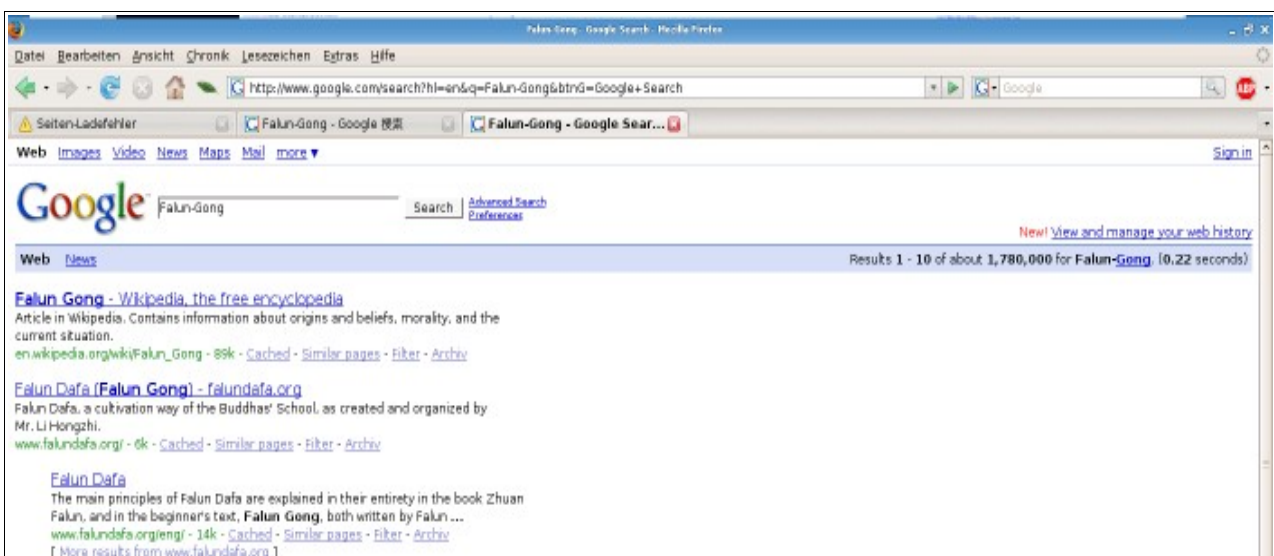 Falun-Gong - Google Search - Mozilla Firefox
Datei Bearbeiten Ansicht Chronik Lesezeichen Extras Hilfe
http://www.google.com/search?hl=en&q=Falun-Gong&btnG=Google+Search Google ABP
Seiten-Ladefehler Falun-Gong - Google 搜索 Falun-Gong - Google Sear...
Web Images Video News Maps Mail more ▼ Sign in
Google Falun-Gong Search Advanced Search
Preferences
New! View and manage your web history
Web News Results 1 - 10 of about 1,780,000 for Falun-Gong. (0.22 seconds)
Falun Gong - Wikipedia, the free encyclopedia
Article in Wikipedia. Contains information about origins and beliefs, morality, and the
current situation.
en.wikipedia.org/wiki/Falun_Gong - 89k - Cached - Similar pages - Filter - Archiv
Falun Dafa (Falun Gong) - falundafa.org
Falun Dafa, a cultivation way of the Buddhas' School, as created and organized by
Mr. Li Hongzhi.
www.falundafa.org/ - 6k - Cached - Similar pages - Filter - Archiv
Falun Dafa
The main principles of Falun Dafa are explained in their entirety in the book Zhuan
Falun, and in the beginner's text, Falun Gong, both written by Falun ...
www.falundafa.org/eng/ - 14k - Cached - Similar pages - Filter - Archiv
[ More results from www.falundafa.org ]